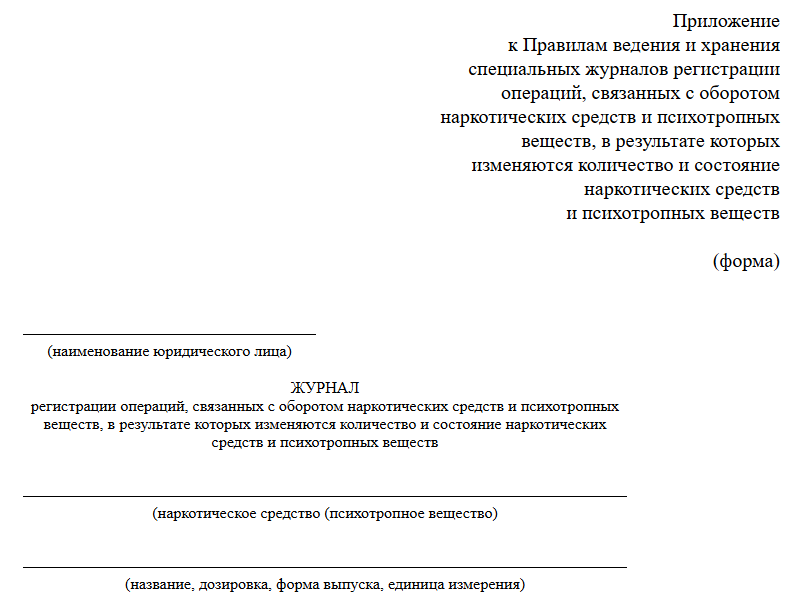 Приложение
к Правилам ведения и хранения
специальных журналов регистрации
операций, связанных с оборотом
наркотических средств и психотропных
веществ, в результате которых
изменяются количество и состояние
наркотических средств
и психотропных веществ
(форма)
(наименование юридического лица)
ЖУРНАЛ
регистрации операций, связанных с оборотом наркотических средств и психотропных
веществ, в результате которых изменяются количество и состояние наркотических
средств и психотропных веществ
(наркотическое средство (психотропное вещество)
(название, дозировка, форма выпуска, единица измерения)